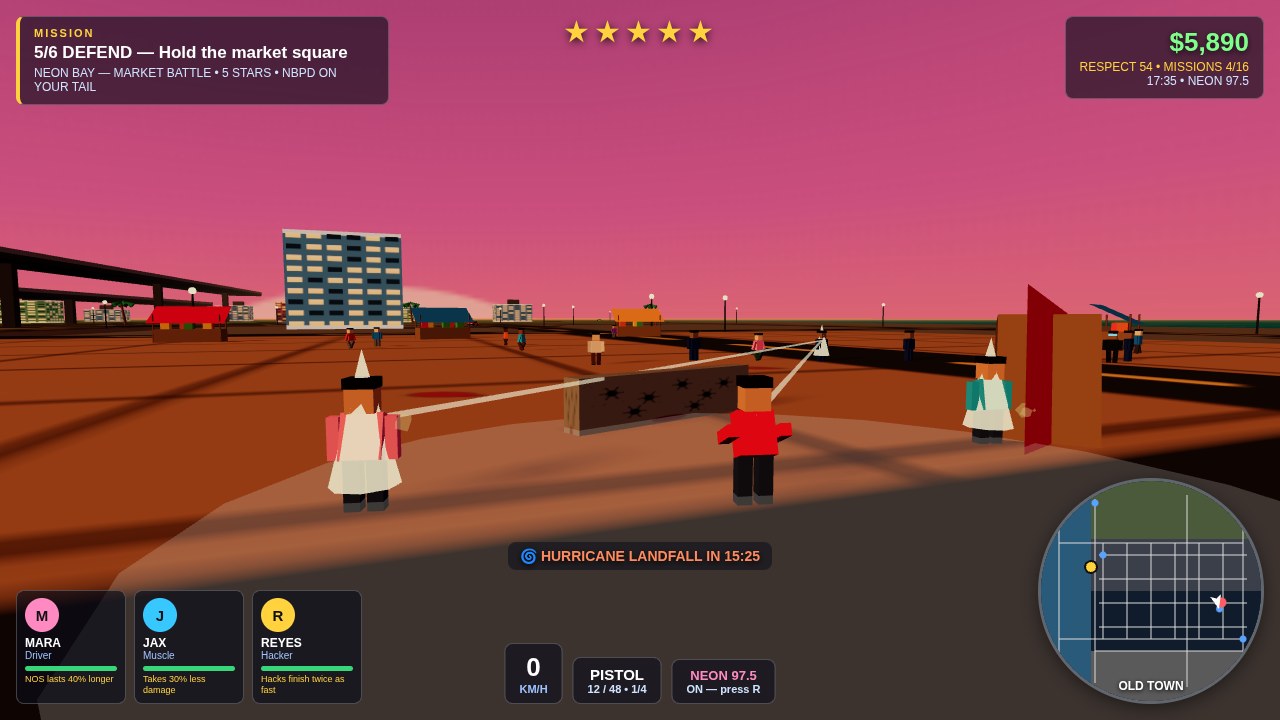 MISSION
5/6 DEFEND — Hold the market square
NEON BAY — MARKET BATTLE • 5 STARS • NBPD ON
YOUR TAIL
$5,890
RESPECT 54 • MISSIONS 4/16
17:35 • NEON 97.5
🌀 HURRICANE LANDFALL IN 15:25
M
MARA
Driver
NOS lasts 40% longer
J
JAX
Muscle
Takes 30% less
damage
R
REYES
Hacker
Hacks finish twice as
fast
0
KM/H
PISTOL
12 / 48 • 1/4
NEON 97.5
ON — press R
OLD TOWN